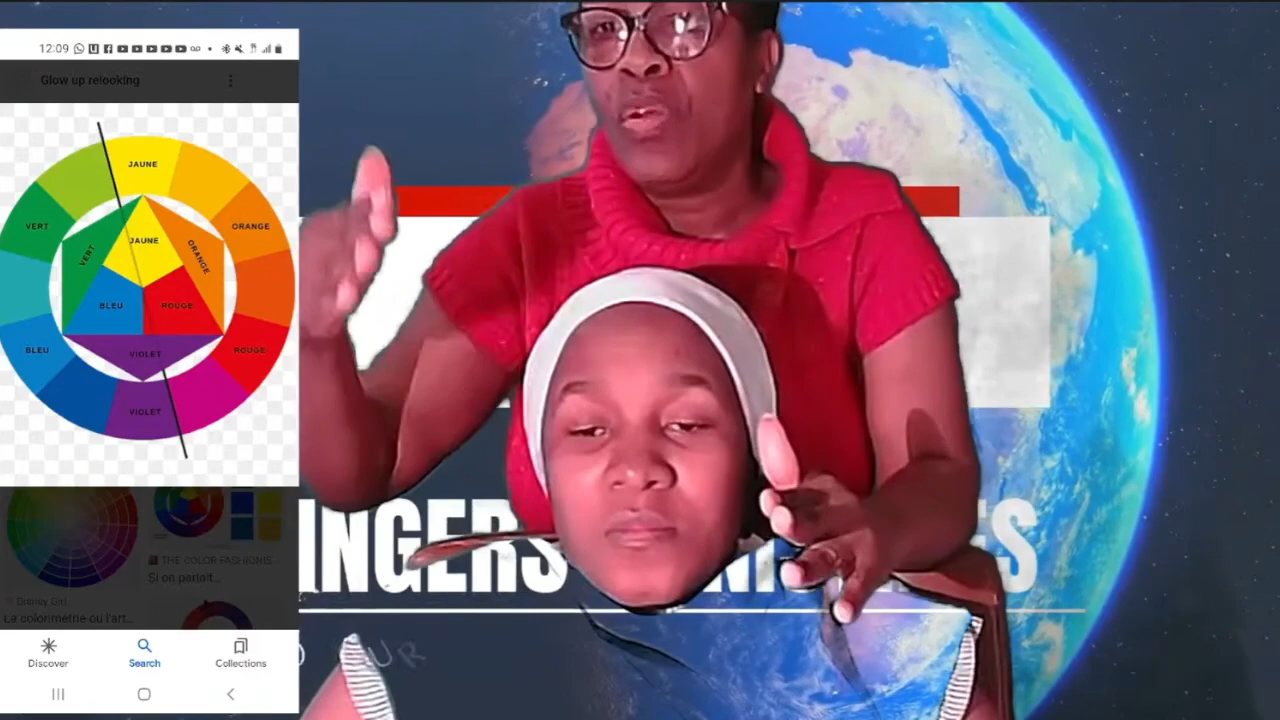 12:09
Glow up relooking
JAUNE
VERT
ORANGE
JAUNE
VERT
ORANGE
BLEU
ROUGE
BLEU
ROUGE
VIOLET
VIOLET
THE COLOR FASHIONIS
Si on parlait...
Disney Girl
La colorimétrie ou l'art...
Discover
Search
Collections
INGERS